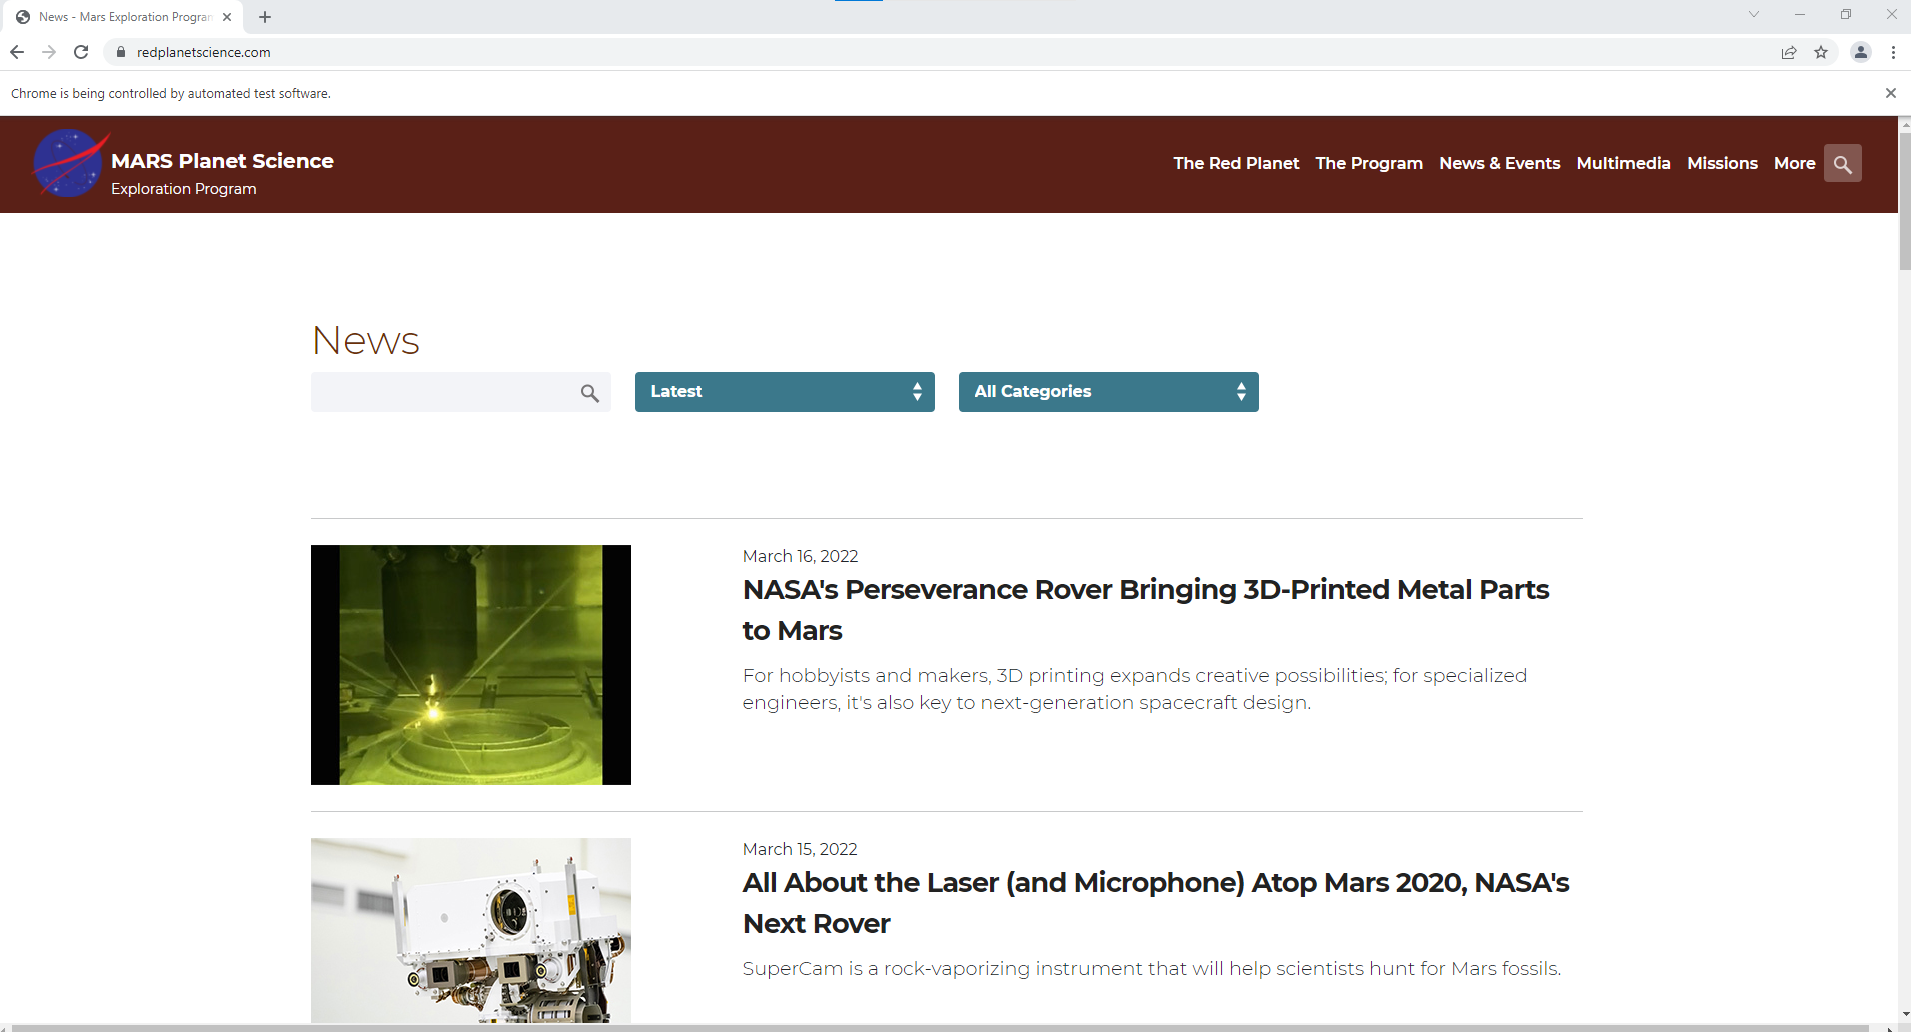 News - Mars Exploration Program
redplanetscience.com
Chrome is being controlled by automated test software.
MARS Planet Science
Exploration Program
The Red Planet The Program News & Events Multimedia Missions More
News
Latest All Categories
March 16, 2022
NASA's Perseverance Rover Bringing 3D-Printed Metal Parts
to Mars
For hobbyists and makers, 3D printing expands creative possibilities; for specialized
engineers, it's also key to next-generation spacecraft design.
March 15, 2022
All About the Laser (and Microphone) Atop Mars 2020, NASA's
Next Rover
SuperCam is a rock-vaporizing instrument that will help scientists hunt for Mars fossils.